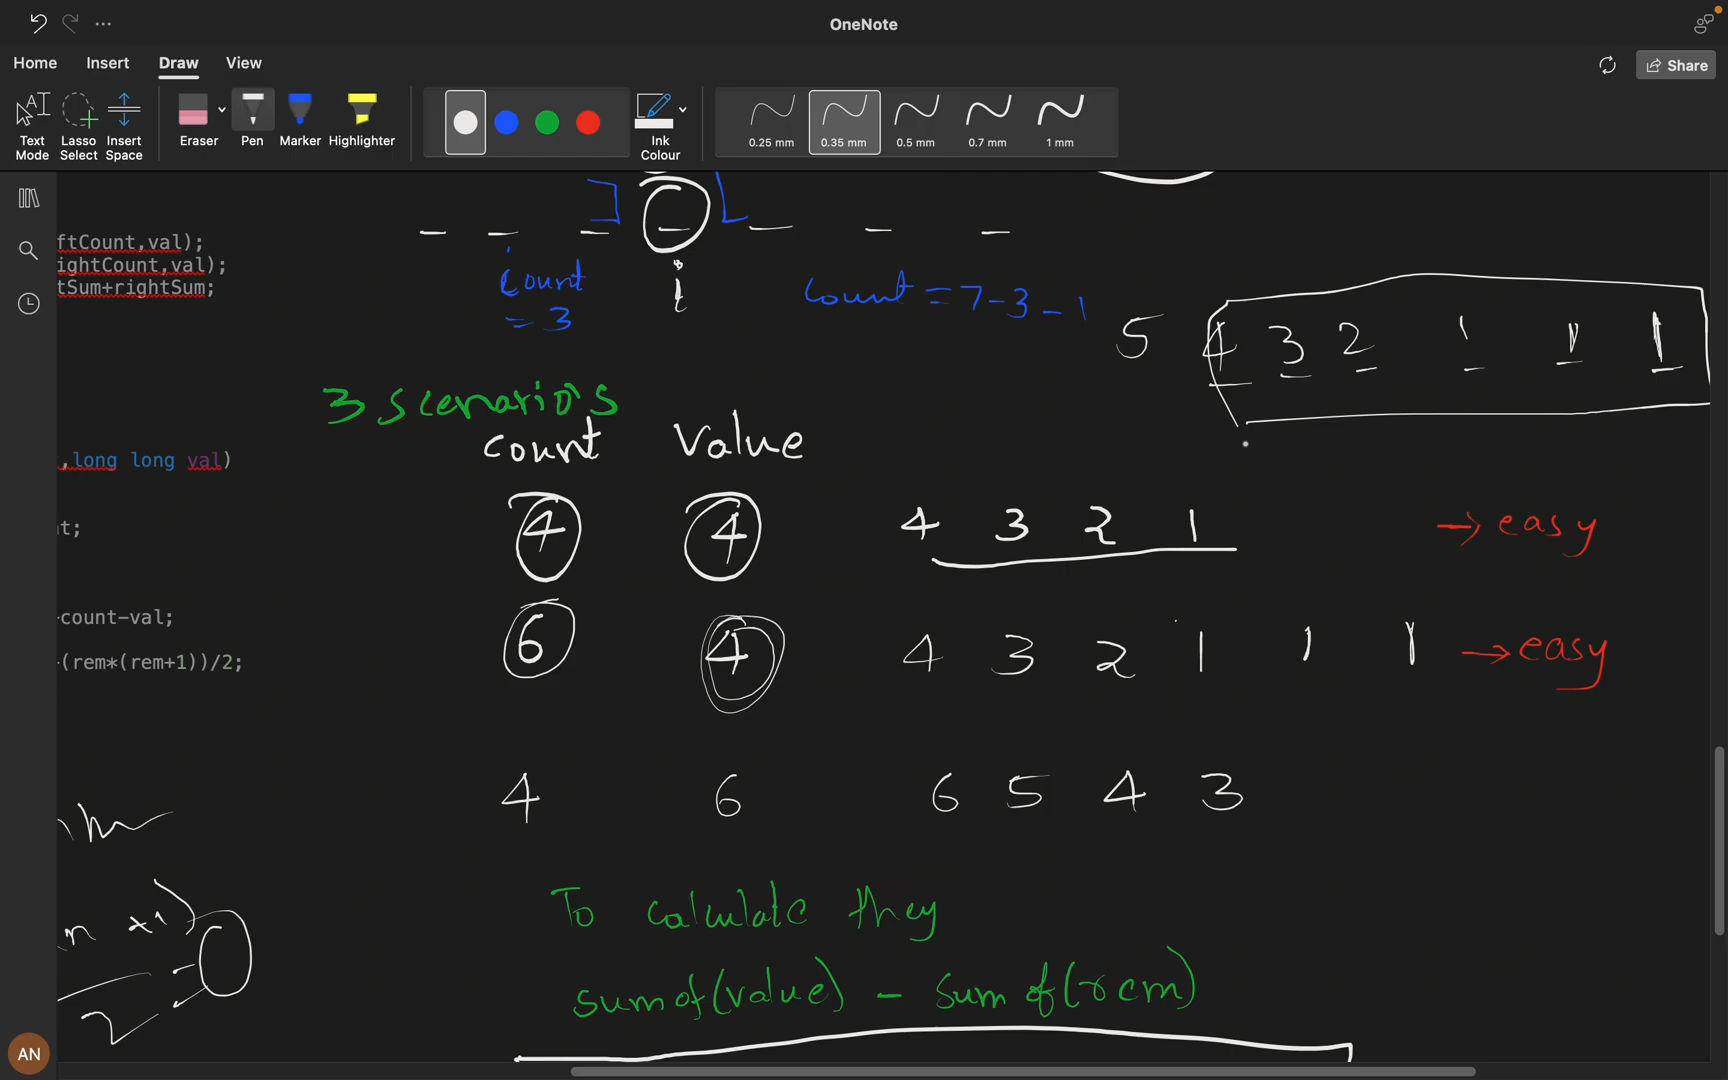 OneNote
Home Insert Draw View
Share
Text Mode
Lasso Select
Insert Space
Eraser
Pen
Marker
Highlighter
Ink Colour
0.25 mm
0.35 mm
0.5 mm
0.7 mm
1 mm
ftCount,val);
ightCount,val);
tSum+rightSum;
,long long val)
t;
count-val;
(rem*(rem+1))/2;
count = 3
i
count = 7 - 3 - 1
5 4 3 2 1 1 1
3 scenarios
count Value
4 4 4 3 2 1 → easy
6 4 4 3 2 1 1 1 → easy
4 6 6 5 4 3
To calculate they
sum of (value) - sum of (rem)
AN